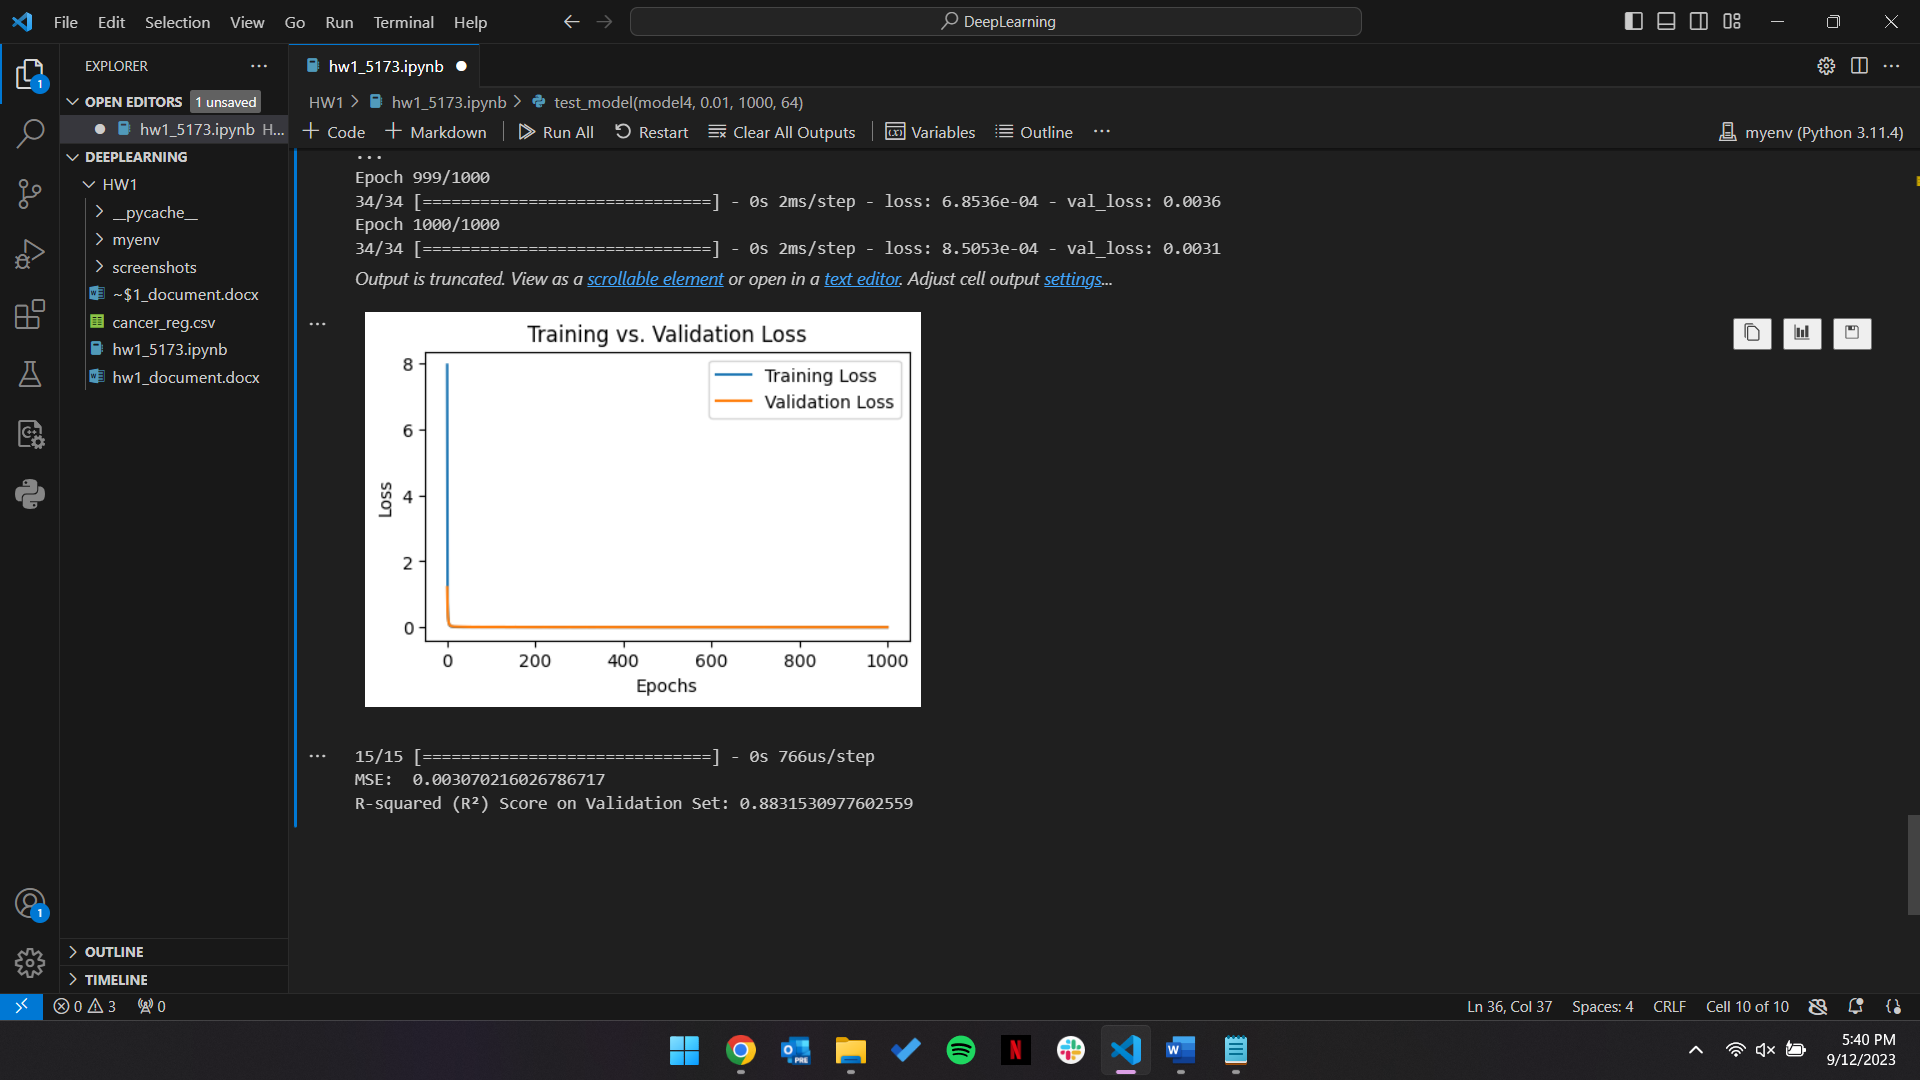 File Edit Selection View Go Run Terminal Help
DeepLearning
EXPLORER
OPEN EDITORS 1 unsaved
hw1_5173.ipynb H...
DEEPLEARNING
HW1
__pycache__
myenv
screenshots
~$1_document.docx
cancer_reg.csv
hw1_5173.ipynb
hw1_document.docx
OUTLINE
TIMELINE
hw1_5173.ipynb
HW1 > hw1_5173.ipynb > test_model(model4, 0.01, 1000, 64)
+ Code + Markdown Run All Restart Clear All Outputs Variables Outline ...
myenv (Python 3.11.4)
...
Epoch 999/1000
34/34 [==============================] - 0s 2ms/step - loss: 6.8536e-04 - val_loss: 0.0036
Epoch 1000/1000
34/34 [==============================] - 0s 2ms/step - loss: 8.5053e-04 - val_loss: 0.0031
Output is truncated. View as a scrollable element or open in a text editor. Adjust cell output settings...
Training vs. Validation Loss
Training Loss
Validation Loss
8
6
4
2
0
Loss
0 200 400 600 800 1000
Epochs
15/15 [==============================] - 0s 766us/step
MSE:  0.003070216026786717
R-squared (R²) Score on Validation Set: 0.8831530977602559
1
1
0 3 0
Ln 36, Col 37 Spaces: 4 CRLF Cell 10 of 10
PRE
5:40 PM
9/12/2023